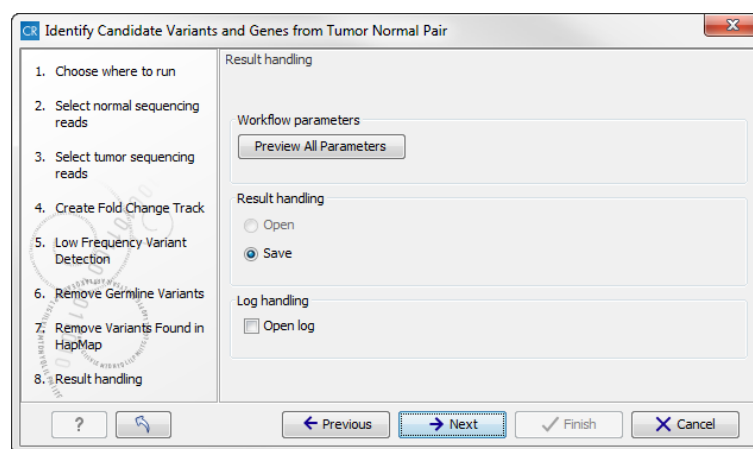 CR Identify Candidate Variants and Genes from Tumor Normal Pair
1. Choose where to run
2. Select normal sequencing
reads
3. Select tumor sequencing
reads
4. Create Fold Change Track
5. Low Frequency Variant
Detection
6. Remove Germline Variants
7. Remove Variants Found in
HapMap
8. Result handling
Result handling
Workflow parameters
Preview All Parameters
Result handling
Open
Save
Log handling
Open log
? Previous Next Finish Cancel